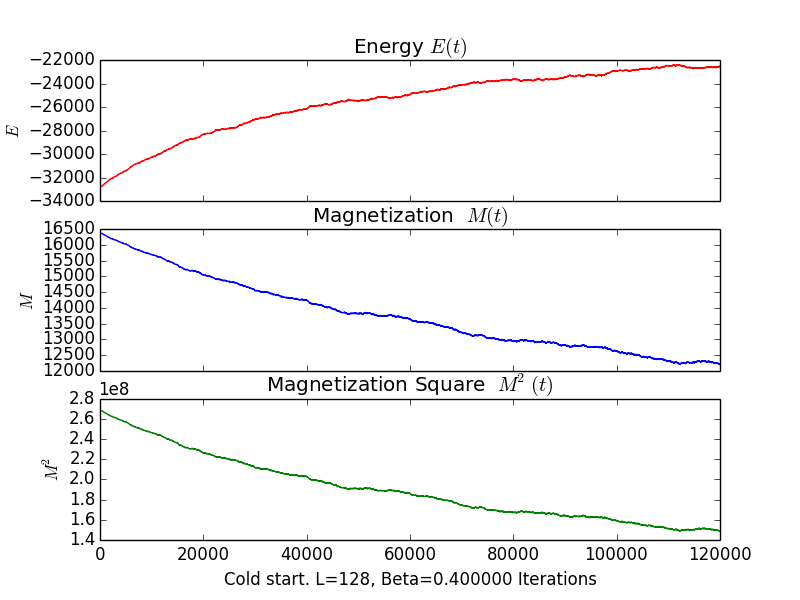 Energy E(t)
−22000
−24000
−26000
−28000
−30000
−32000
−34000
E
Magnetization M(t)
16500
16000
15500
15000
14500
14000
13500
13000
12500
12000
M
Magnetization Square M² (t)
1e8
2.8
2.6
2.4
2.2
2.0
1.8
1.6
1.4
M²
0 20000 40000 60000 80000 100000 120000
Cold start. L=128, Beta=0.400000 Iterations